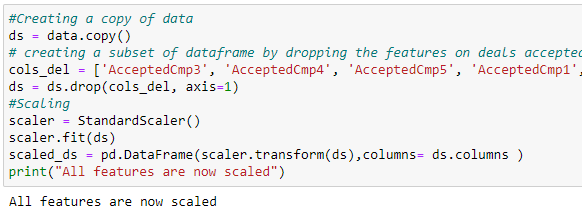 #Creating a copy of data
ds = data.copy()
# creating a subset of dataframe by dropping the features on deals accepted
cols_del = ['AcceptedCmp3', 'AcceptedCmp4', 'AcceptedCmp5', 'AcceptedCmp1',
ds = ds.drop(cols_del, axis=1)
#Scaling
scaler = StandardScaler()
scaler.fit(ds)
scaled_ds = pd.DataFrame(scaler.transform(ds),columns= ds.columns )
print("All features are now scaled")
All features are now scaled